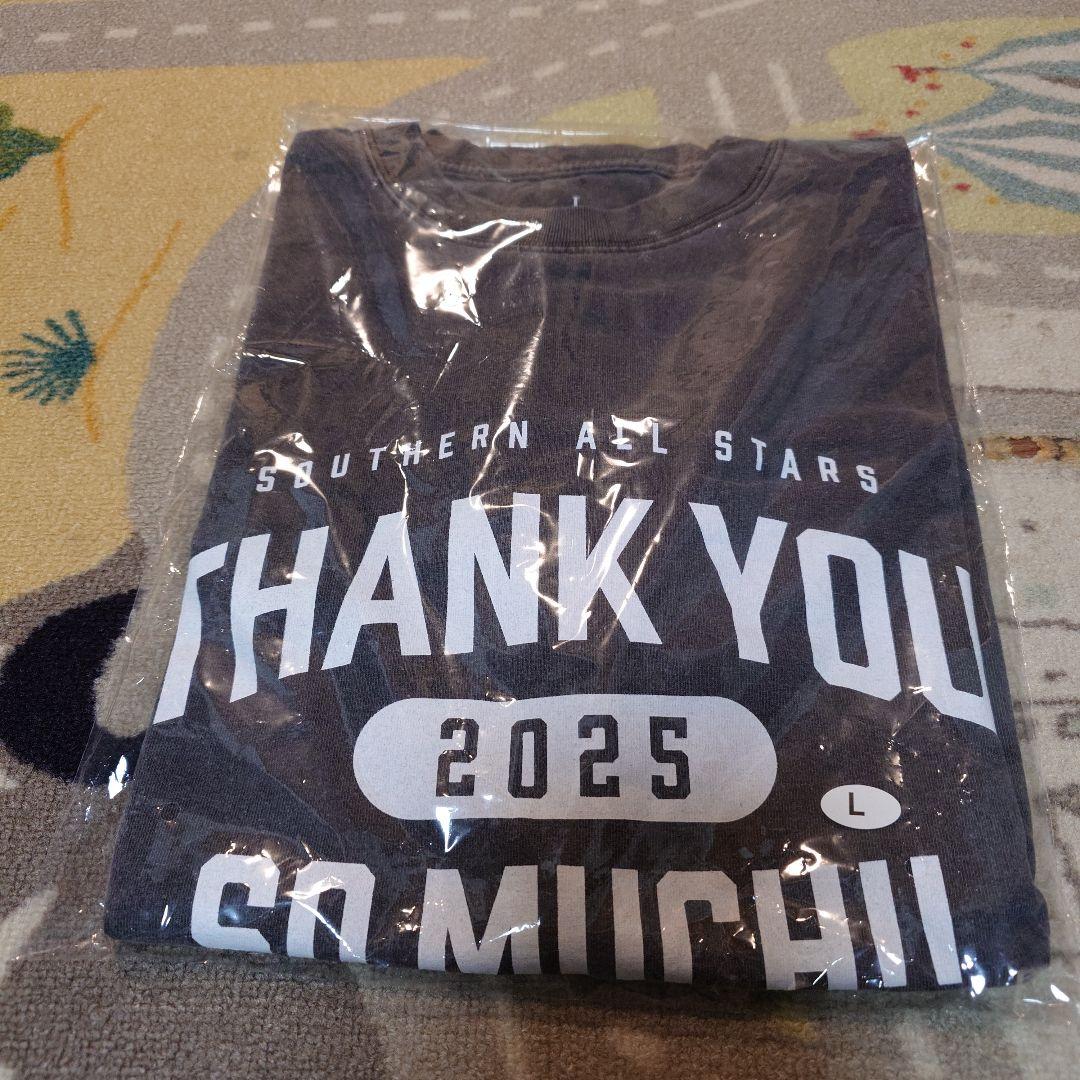 SOUTHERN ALL STARS
THANK YOU
2025
L
SO MUCH!!